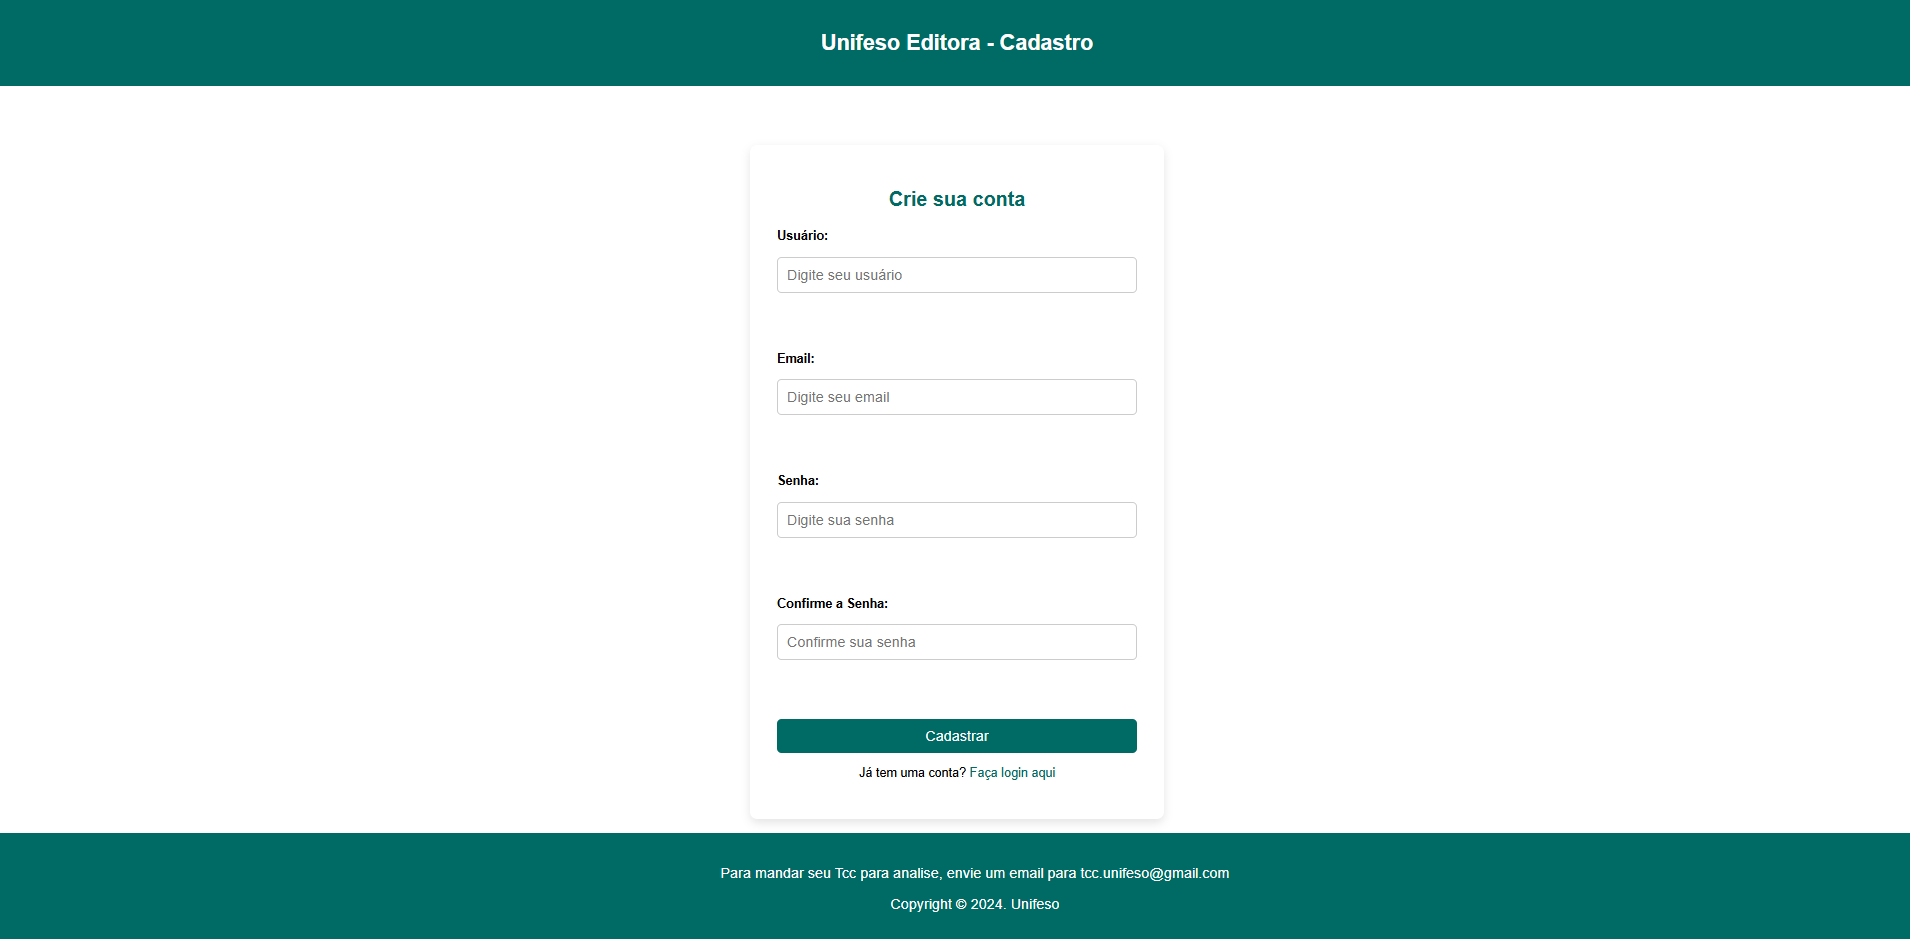 Unifeso Editora - Cadastro
Crie sua conta
Usuário:
Digite seu usuário
Email:
Digite seu email
Senha:
Digite sua senha
Confirme a Senha:
Confirme sua senha
Cadastrar
Já tem uma conta? Faça login aqui
Para mandar seu Tcc para analise, envie um email para tcc.unifeso@gmail.com
Copyright © 2024. Unifeso